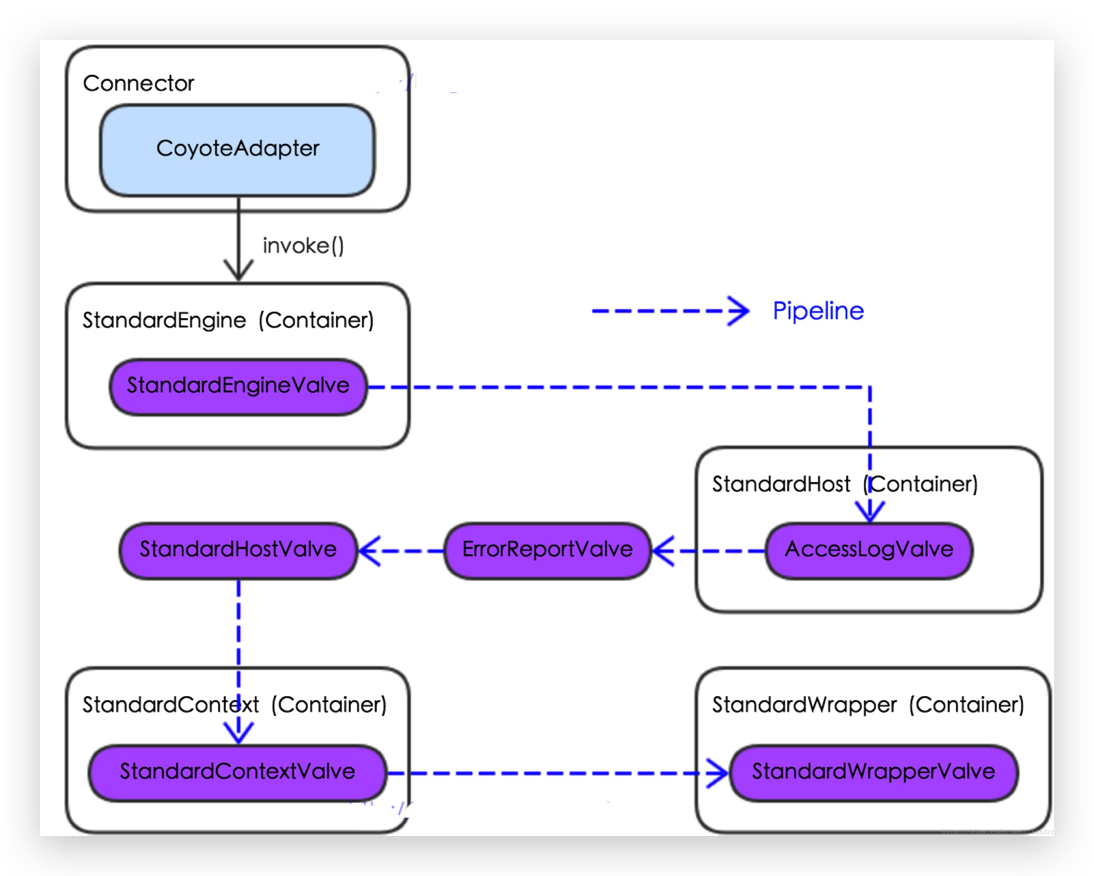 Connector
CoyoteAdapter
invoke()
StandardEngine (Container)
Pipeline
StandardEngineValve
StandardHost (Container)
StandardHostValve
ErrorReportValve
AccessLogValve
StandardContext (Container)
StandardWrapper (Container)
StandardContextValve
StandardWrapperValve